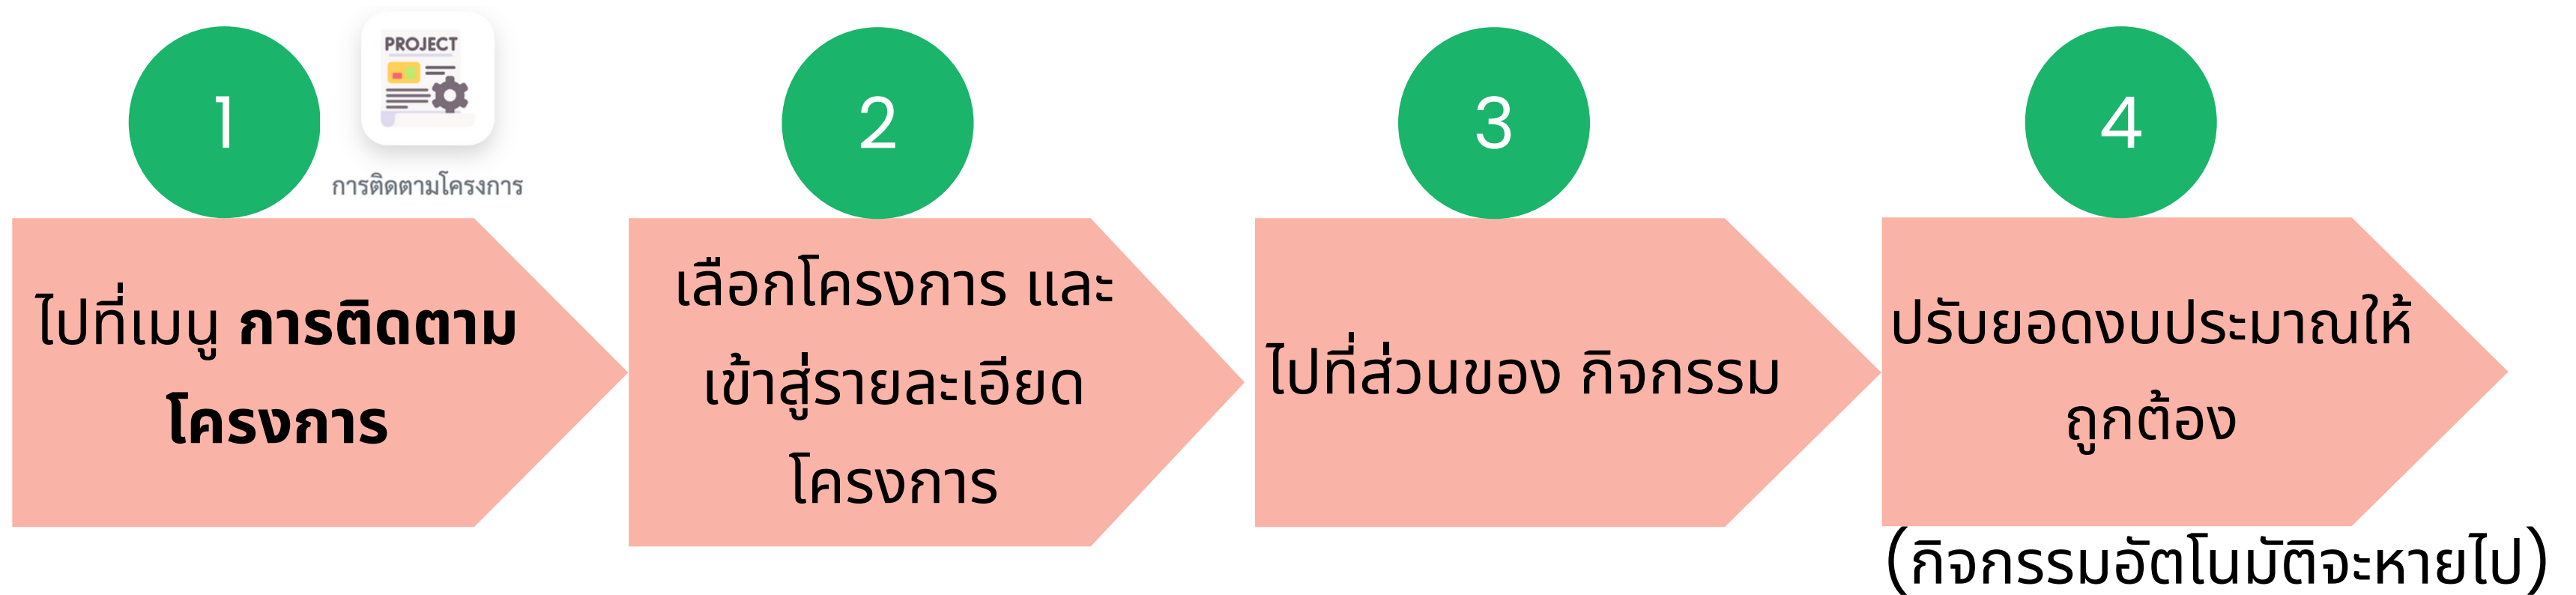 1
PROJECT
การติดตามโครงการ
ไปที่เมนู การติดตาม
โครงการ
2
เลือกโครงการ และ
เข้าสู่รายละเอียด
โครงการ
3
ไปที่ส่วนของ กิจกรรม
4
ปรับยอดงบประมาณให้
ถูกต้อง
(กิจกรรมอัตโนมัติจะหายไป)